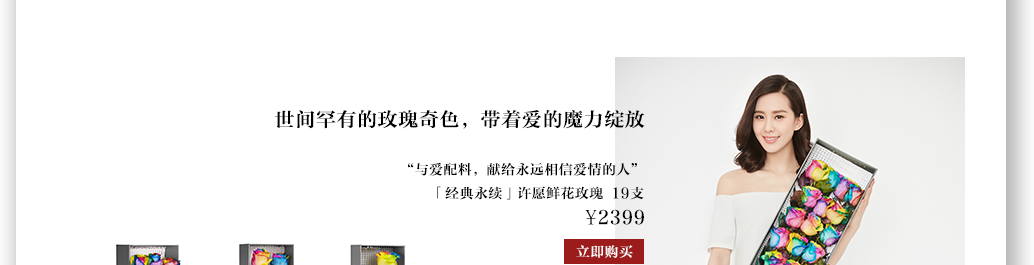 世间罕有的玫瑰奇色，带着爱的魔力绽放
“与爱配料，献给永远相信爱情的人”
「经典永续」许愿鲜花玫瑰 19支
¥2399
立即购买